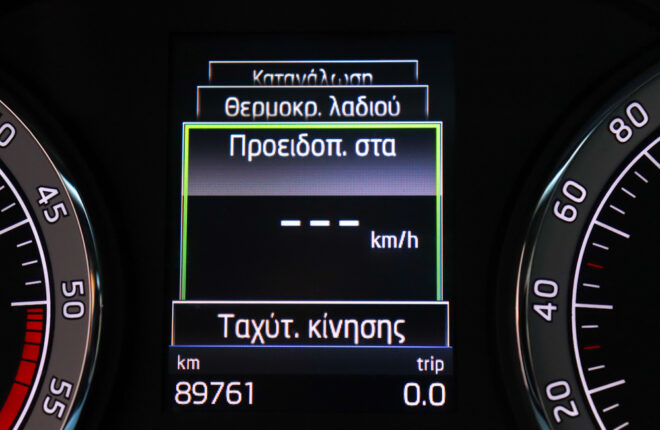 Κατανάλωση
Θερμοκρ. λαδιού
Προειδοπ. στα
--- km/h
Ταχύτ. κίνησης
km trip
89761 0.0
45
50
55
80
60
40
20